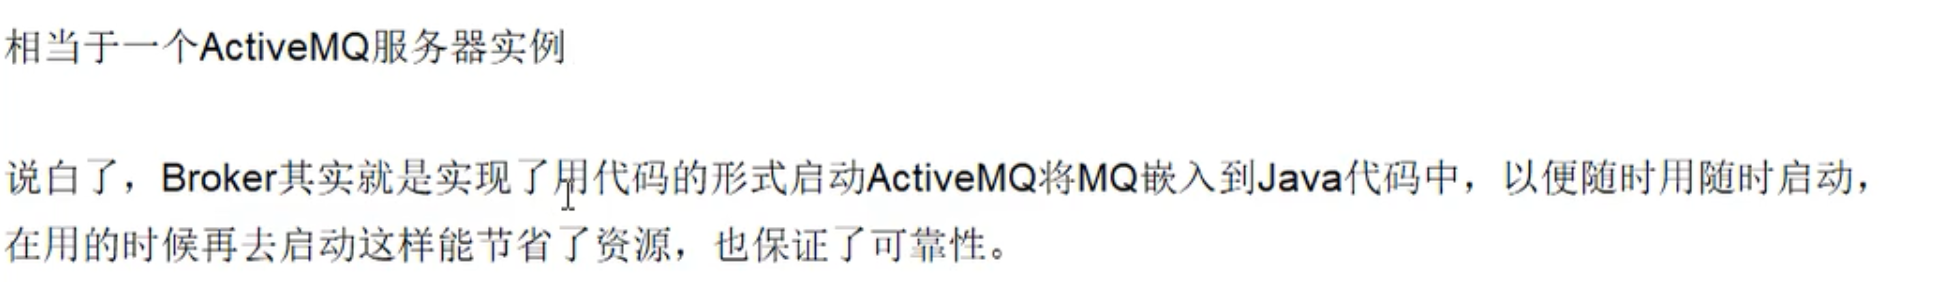 相当于一个ActiveMQ服务器实例
说白了，Broker其实就是实现了用代码的形式启动ActiveMQ将MQ嵌入到Java代码中，以便随时用随时启动，
在用的时候再去启动这样能节省了资源，也保证了可靠性。